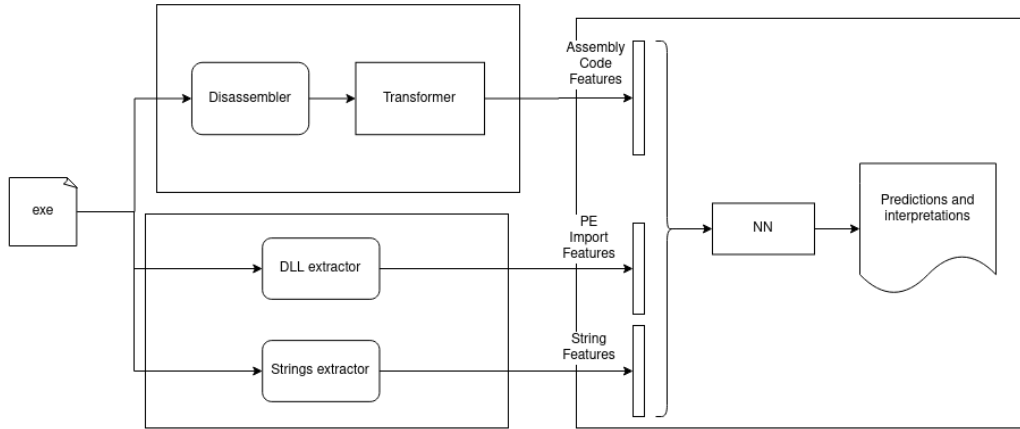 exe
Disassembler
Transformer
Assembly
Code
Features
DLL extractor
PE
Import
Features
Strings extractor
String
Features
NN
Predictions and
interpretations